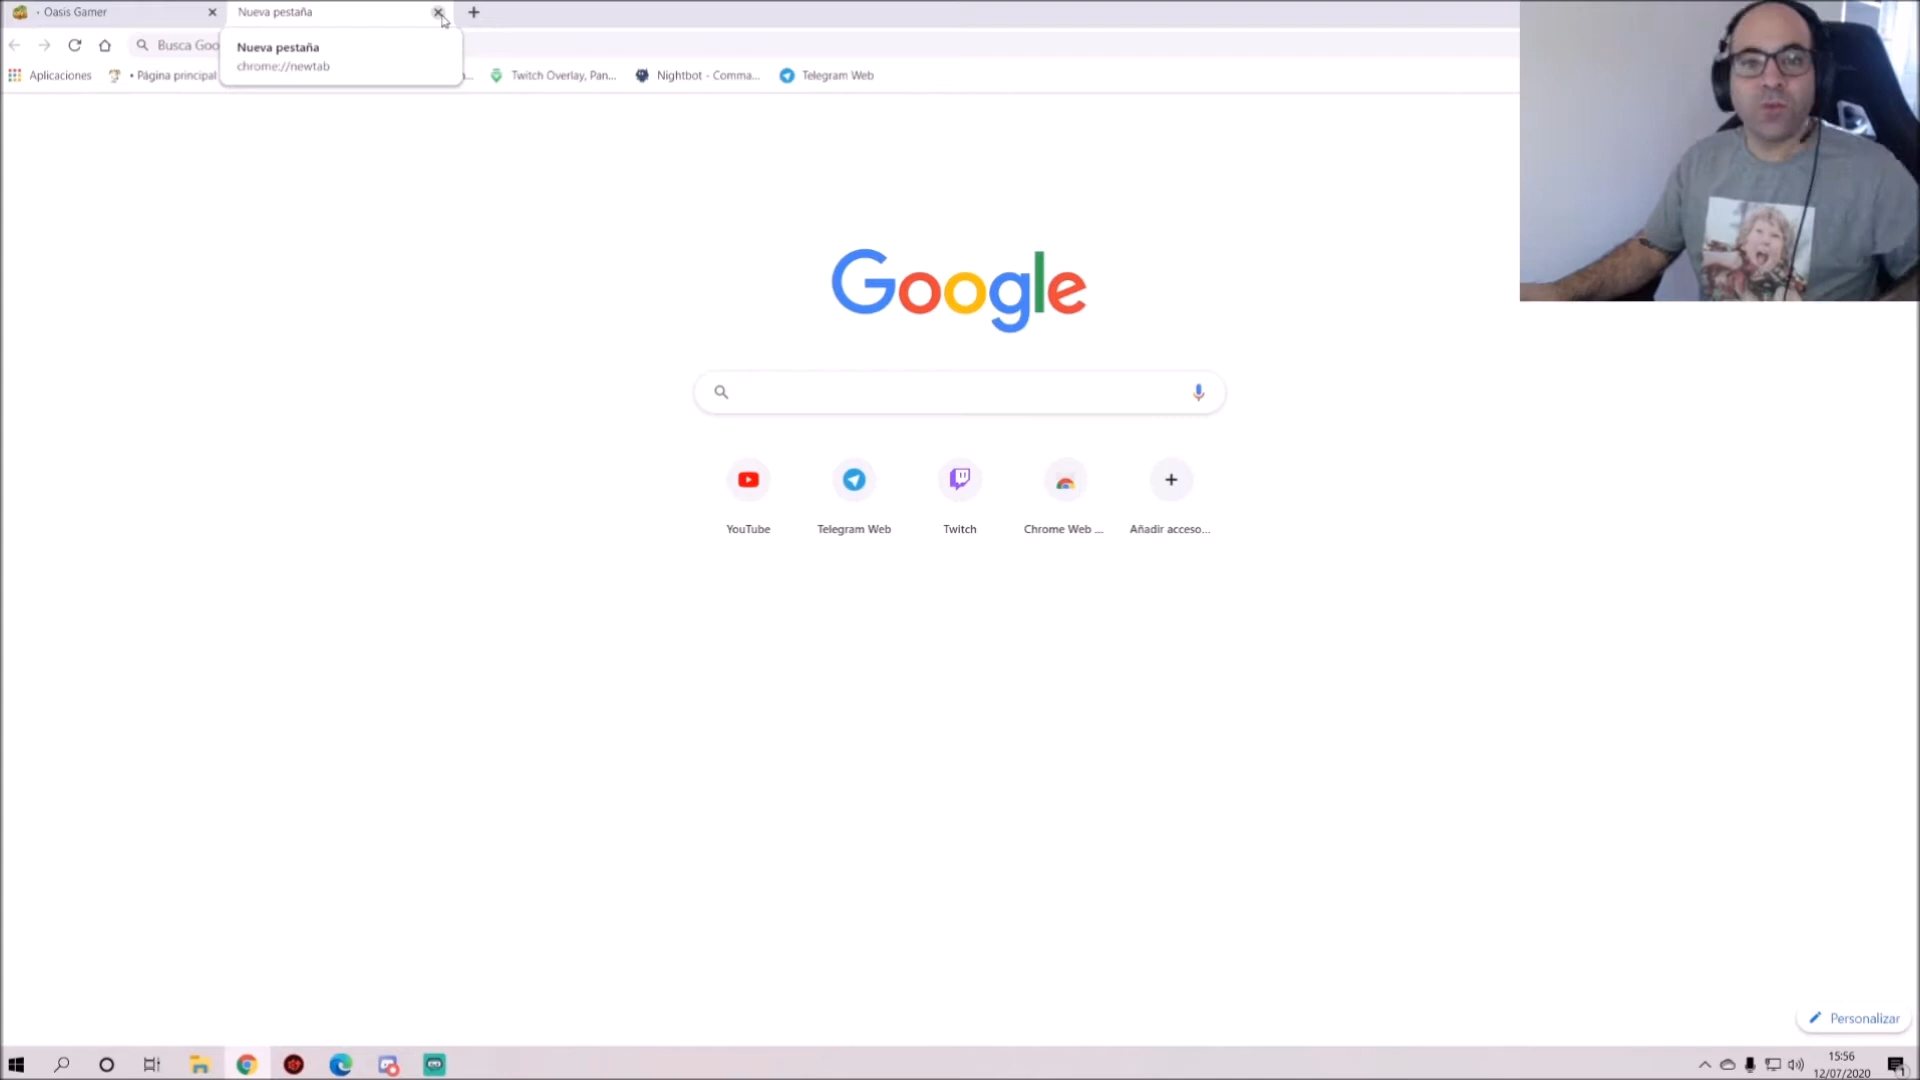 · Oasis Gamer
Nueva pestaña
Busca Goo
Nueva pestaña
chrome://newtab
Aplicaciones
• Página principal
Twitch Overlay, Pan...
Nightbot - Comma...
Telegram Web
Google
YouTube
Telegram Web
Twitch
Chrome Web ...
Añadir acceso...
Personalizar
15:56
12/07/2020
1